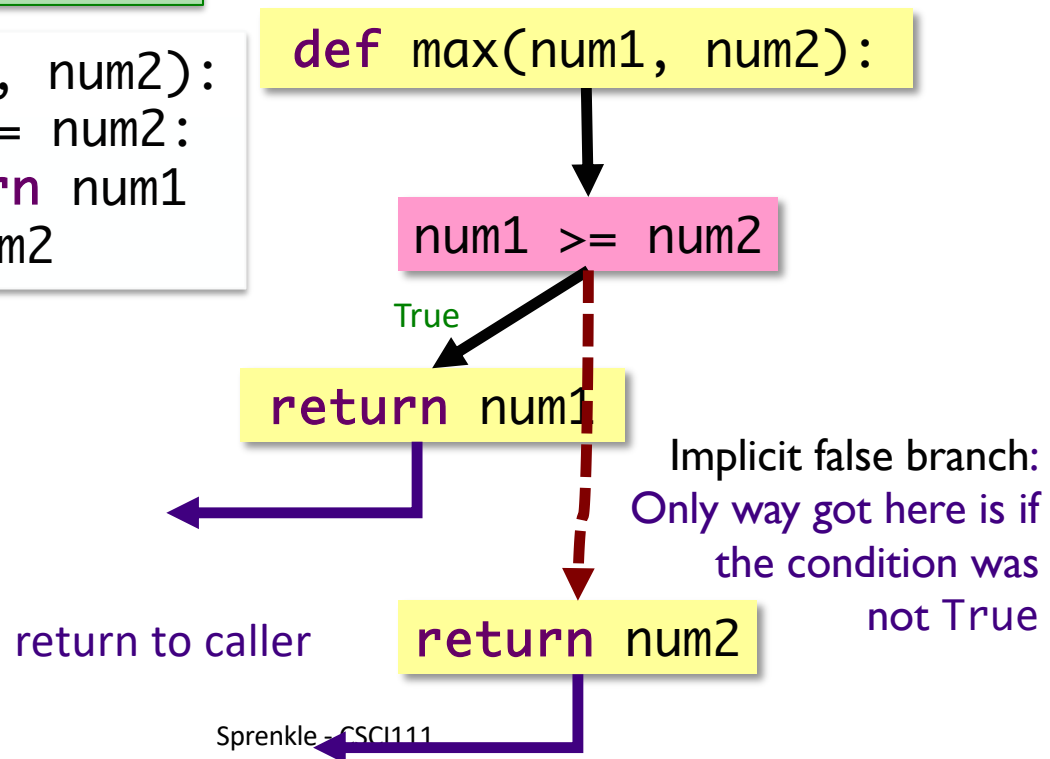 , num2):
= num2:
rn num1
m2
def max(num1, num2):
num1 >= num2
True
return num1
Implicit false branch:
Only way got here is if
the condition was
not True
return to caller
return num2
Sprenkle - CSCI111